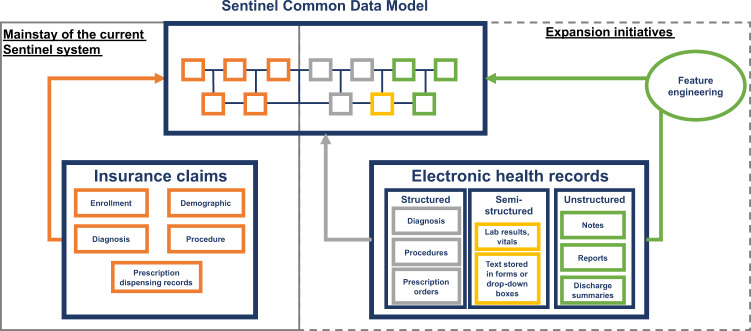 Sentinel Common Data Model
Mainstay of the current
Sentinel system
Expansion initiatives
Feature
engineering
Insurance claims
Enrollment
Demographic
Diagnosis
Procedure
Prescription
dispensing records
Electronic health records
Structured
Diagnosis
Procedures
Prescription
orders
Semi-
structured
Lab results,
vitals
Text stored
in forms or
drop-down
boxes
Unstructured
Notes
Reports
Discharge
summaries